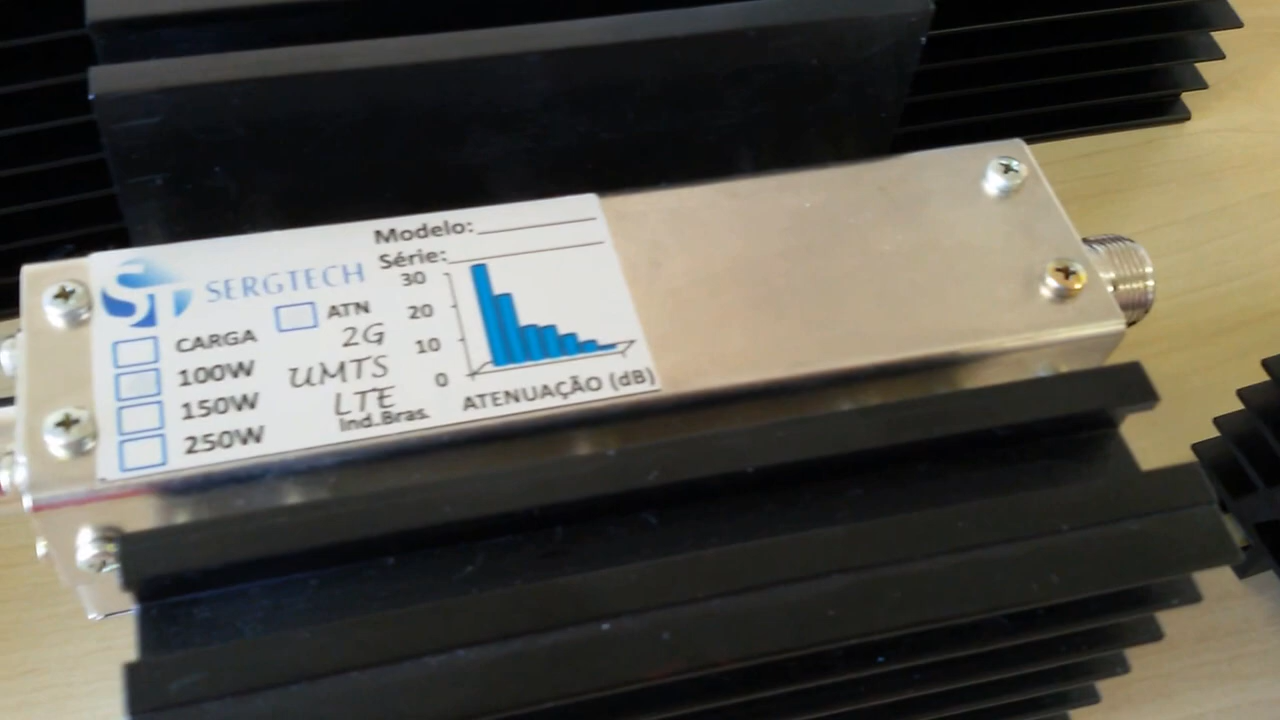 Modelo:
Série:
ST SERGTECH
ATN
CARGA
100W
150W
250W
2G
UMTS
LTE
Ind.Bras.
30
20
10
0
ATENUAÇÃO (dB)